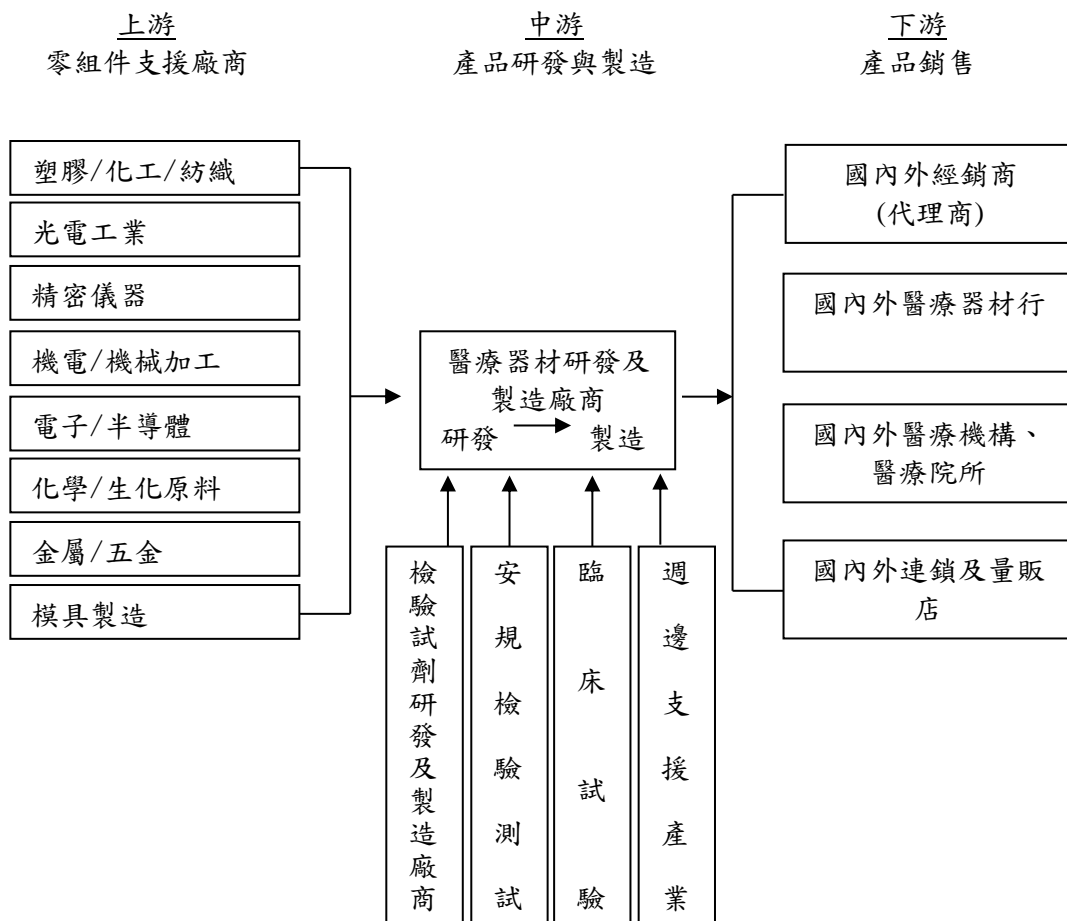 上游
零組件支援廠商
中游
產品研發與製造
下游
產品銷售
塑膠/化工/紡織
光電工業
精密儀器
機電/機械加工
電子/半導體
化學/生化原料
金屬/五金
模具製造
醫療器材研發及
製造廠商
研發
製造
檢驗試劑研發及製造廠商
安規檢驗測試
臨床試驗
週邊支援產業
國內外經銷商
(代理商)
國內外醫療器材行
國內外醫療機構、
醫療院所
國內外連鎖及量販
店